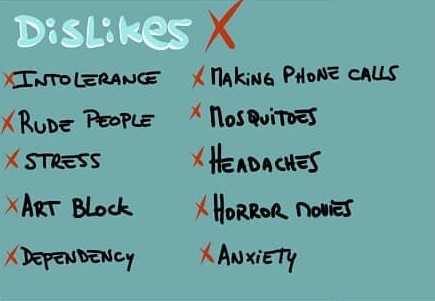 Dislikes X
X INTOLERANCE
X RUDE PEOPLE
X STRESS
X ART BLOCK
X DEPENDENCY
X MAKING PHONE CALLS
X MOSQUITOES
X HEADACHES
X HORROR MOVIES
X ANXIETY